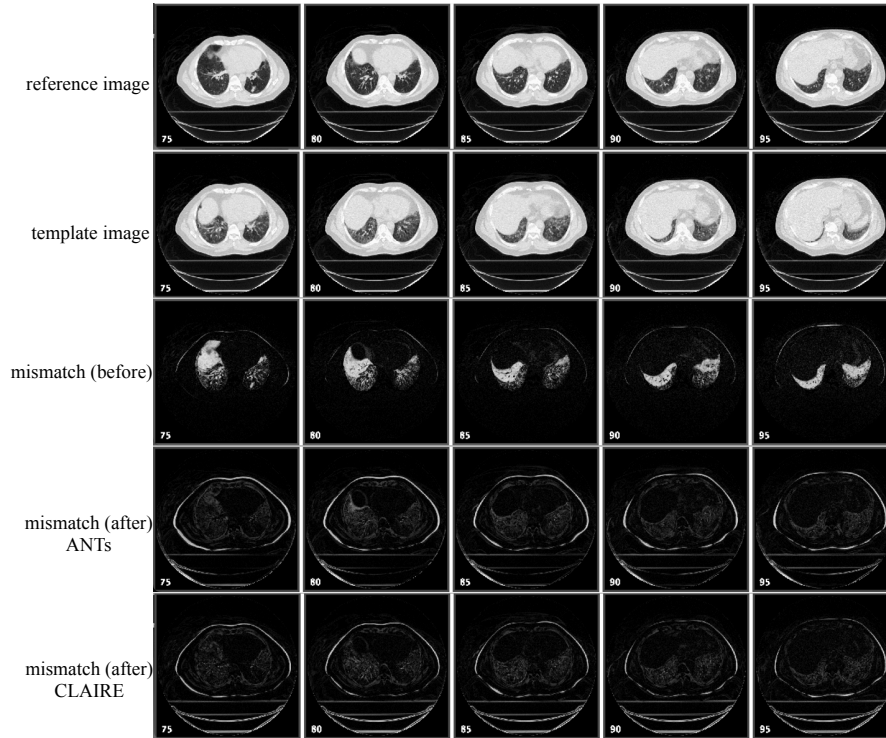 reference image
75 80 85 90 95
template image
75 80 85 90 95
mismatch (before)
75 80 85 90 95
mismatch (after)
ANTs
75 80 85 90 95
mismatch (after)
CLAIRE
75 80 85 90 95